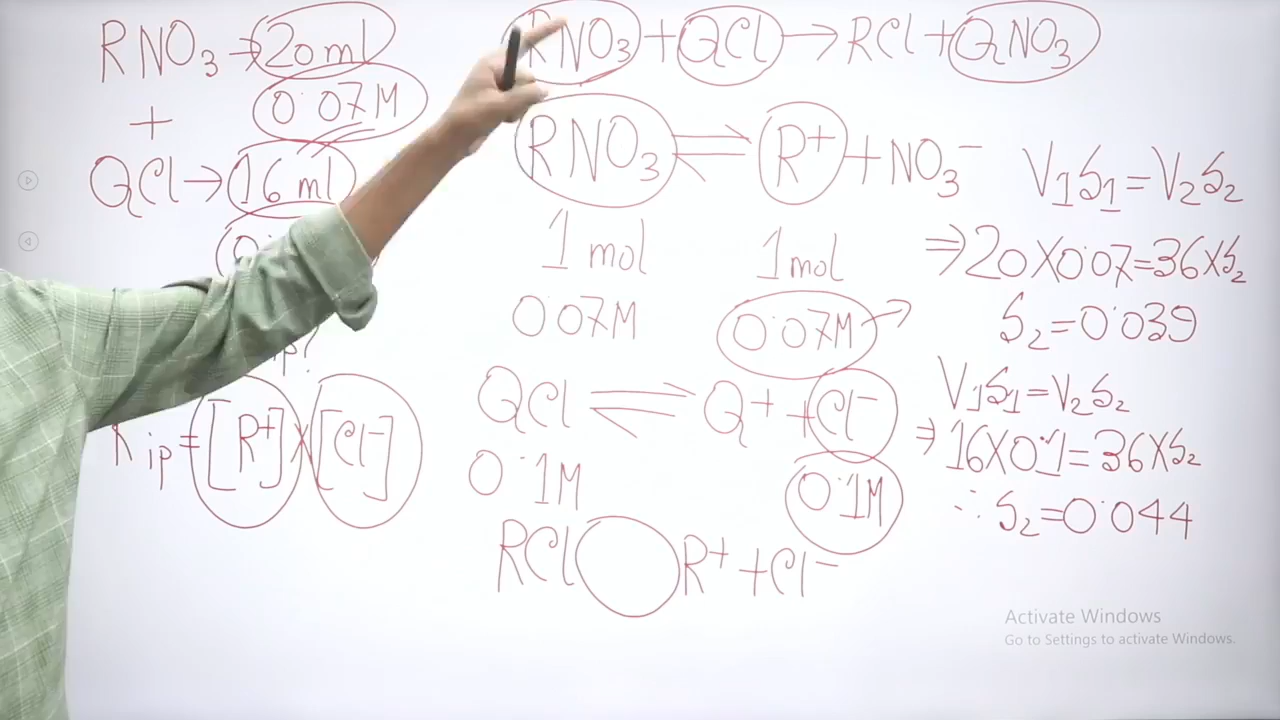 RNO₃ → 20 ml
0.07M
+
QCl → 16 ml
K ip = [R⁺] X [Cl⁻]
RNO₃ + QCl → RCl + QNO₃
RNO₃ ⇌ R⁺ + NO₃⁻
1 mol 1 mol
0.07M 0.07M →
QCl ⇌ Q⁺ + Cl⁻
0.1M 0.1M
RCl R⁺ + Cl⁻
V₁S₁ = V₂S₂
⇒ 20 X 0.07 = 36 X S₂
S₂ = 0.039
V₁S₁ = V₂S₂
⇒ 16 X 0.1 = 36 X S₂
∴ S₂ = 0.044
Activate Windows
Go to Settings to activate Windows.